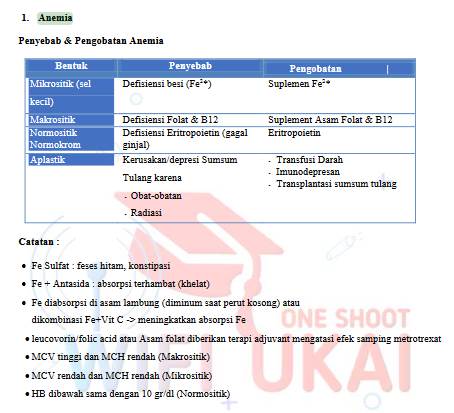 1. Anemia
Penyebab & Pengobatan Anemia
Bentuk Penyebab Pengobatan
Mikrositik (sel kecil) Defisiensi besi (Fe²⁺) Suplemen Fe²⁺
Makrositik Defisiensi Folat & B12 Suplement Asam Folat & B12
Normositik Normokrom Defisiensi Eritropoietin (gagal ginjal) Eritropoietin
Aplastik Kerusakan/depresi Sumsum
Tulang karena
- Obat-obatan
- Radiasi
- Transfusi Darah
- Imunodepresan
- Transplantasi sumsum tulang
Catatan :
• Fe Sulfat : feses hitam, konstipasi
• Fe + Antasida : absorpsi terhambat (khelat)
• Fe diabsorpsi di asam lambung (diminum saat perut kosong) atau
dikombinasi Fe+Vit C -> meningkatkan absorpsi Fe
• leucovorin/folic acid atau Asam folat diberikan terapi adjuvant mengatasi efek samping metrotrexat
• MCV tinggi dan MCH rendah (Makrositik)
• MCV rendah dan MCH rendah (Mikrositik)
• HB dibawah sama dengan 10 gr/dl (Normositik)
ONE SHOOT
WIFI UKAI